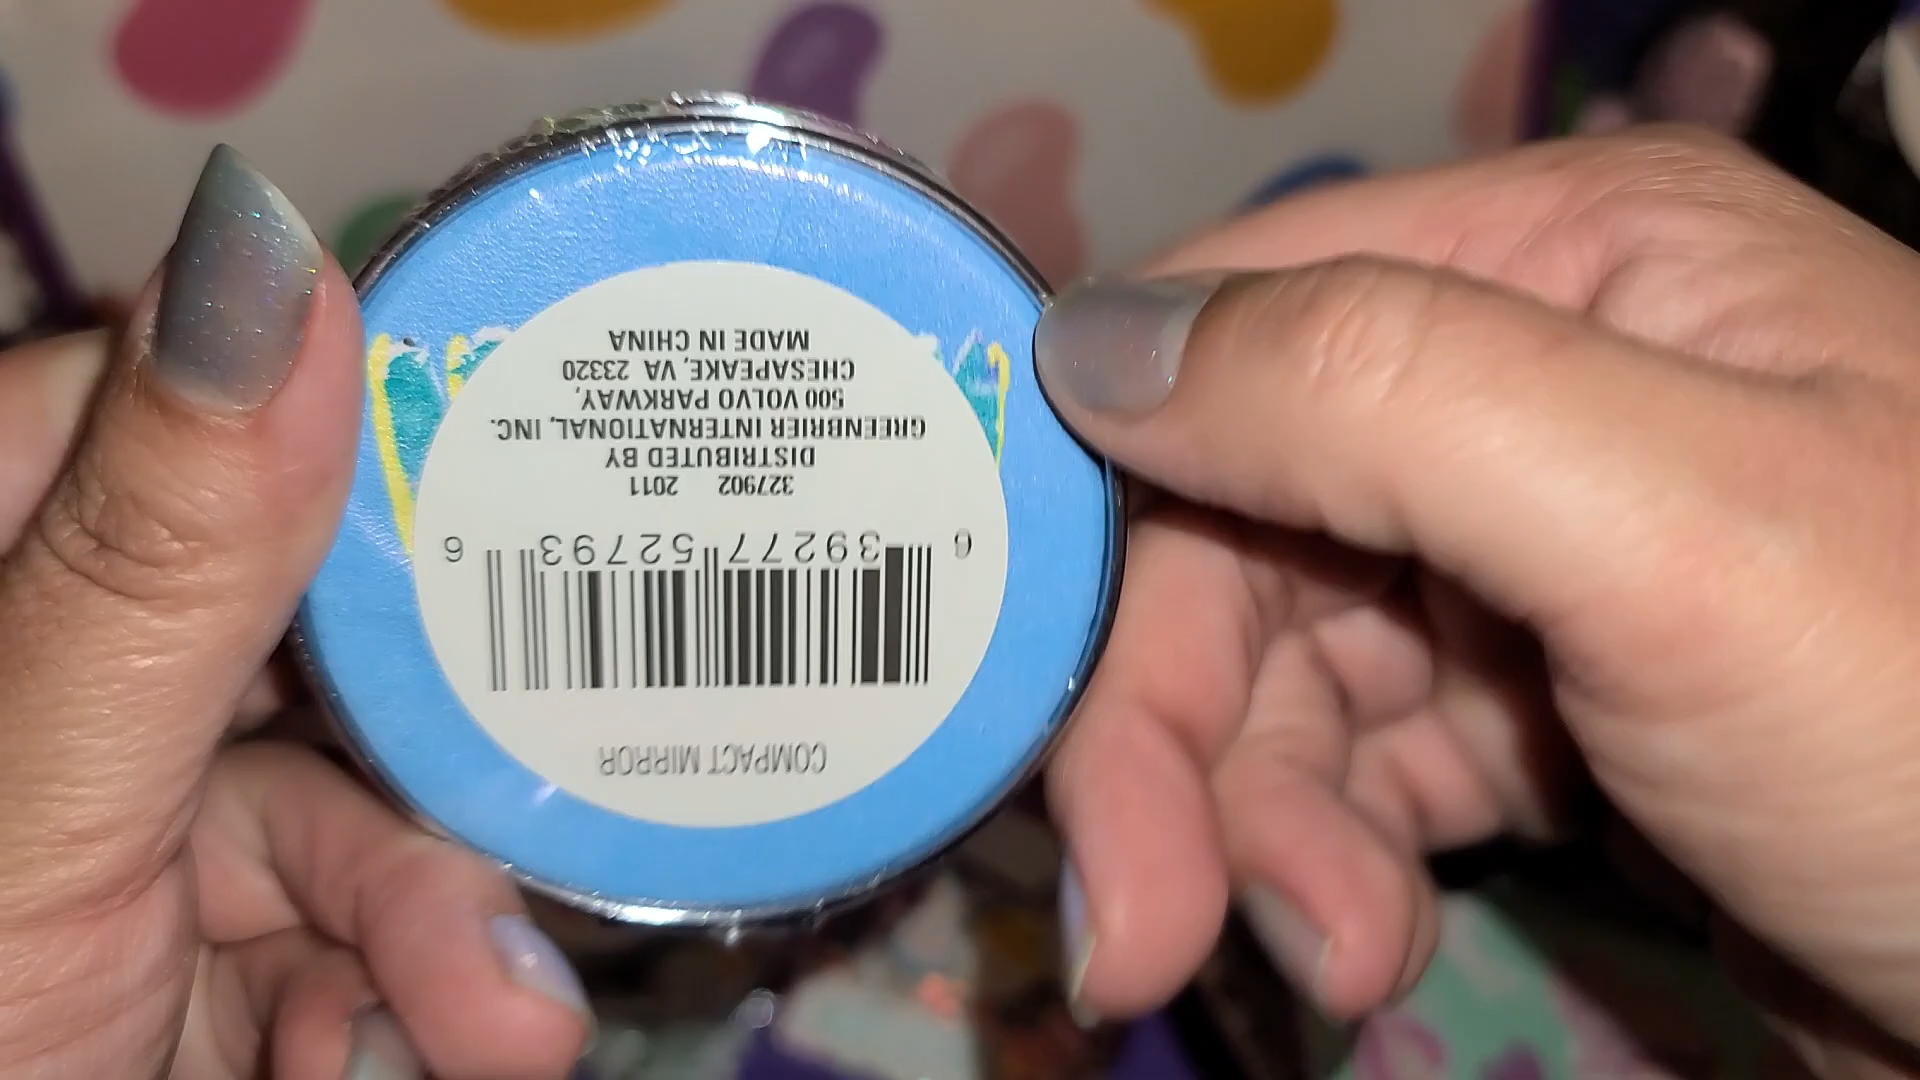 COMPACT MIRROR
6 39277 52793 6
327902 2011
DISTRIBUTED BY
GREENBRIER INTERNATIONAL, INC.
500 VOLVO PARKWAY,
CHESAPEAKE, VA 23320
MADE IN CHINA